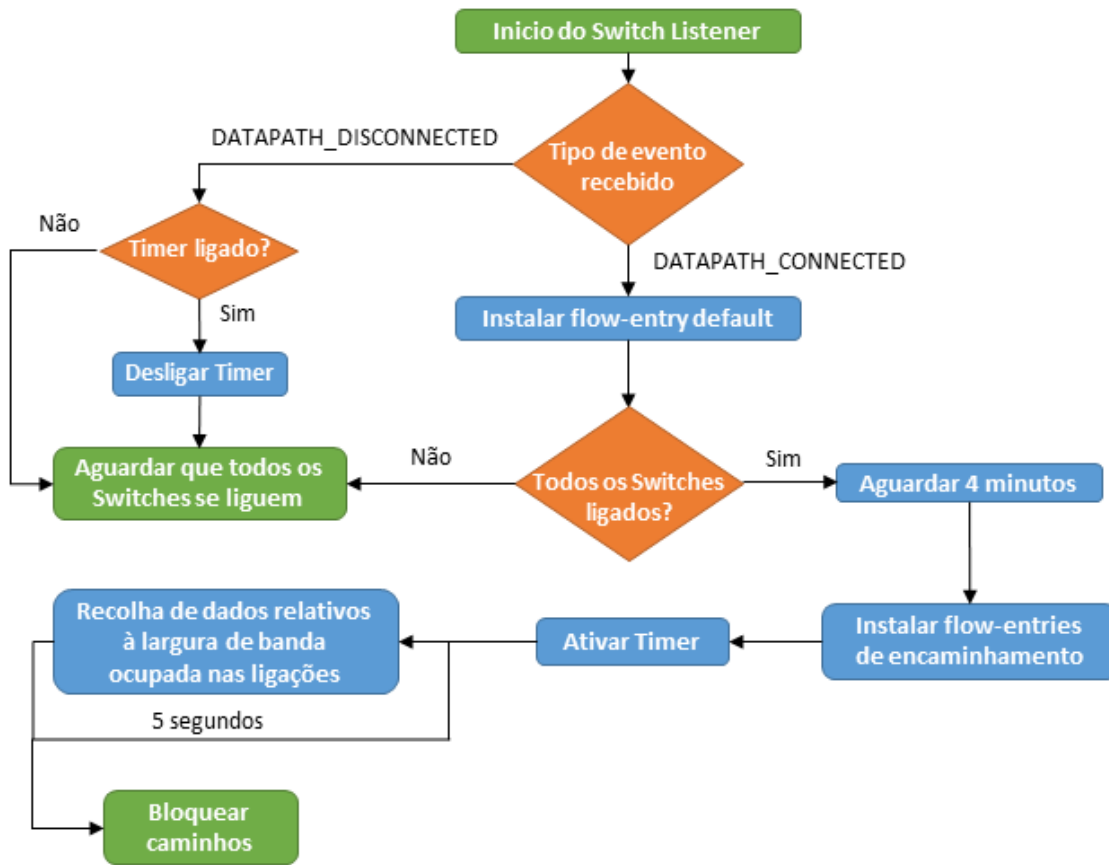 Inicio do Switch Listener
DATAPATH_DISCONNECTED
Tipo de evento
recebido
Não
Timer ligado?
DATAPATH_CONNECTED
Sim
Instalar flow-entry default
Desligar Timer
Aguardar que todos os
Switches se liguem
Não
Todos os Switches
ligados?
Sim
Aguardar 4 minutos
Recolha de dados relativos
à largura de banda
ocupada nas ligações
Ativar Timer
Instalar flow-entries
de encaminhamento
5 segundos
Bloquear
caminhos